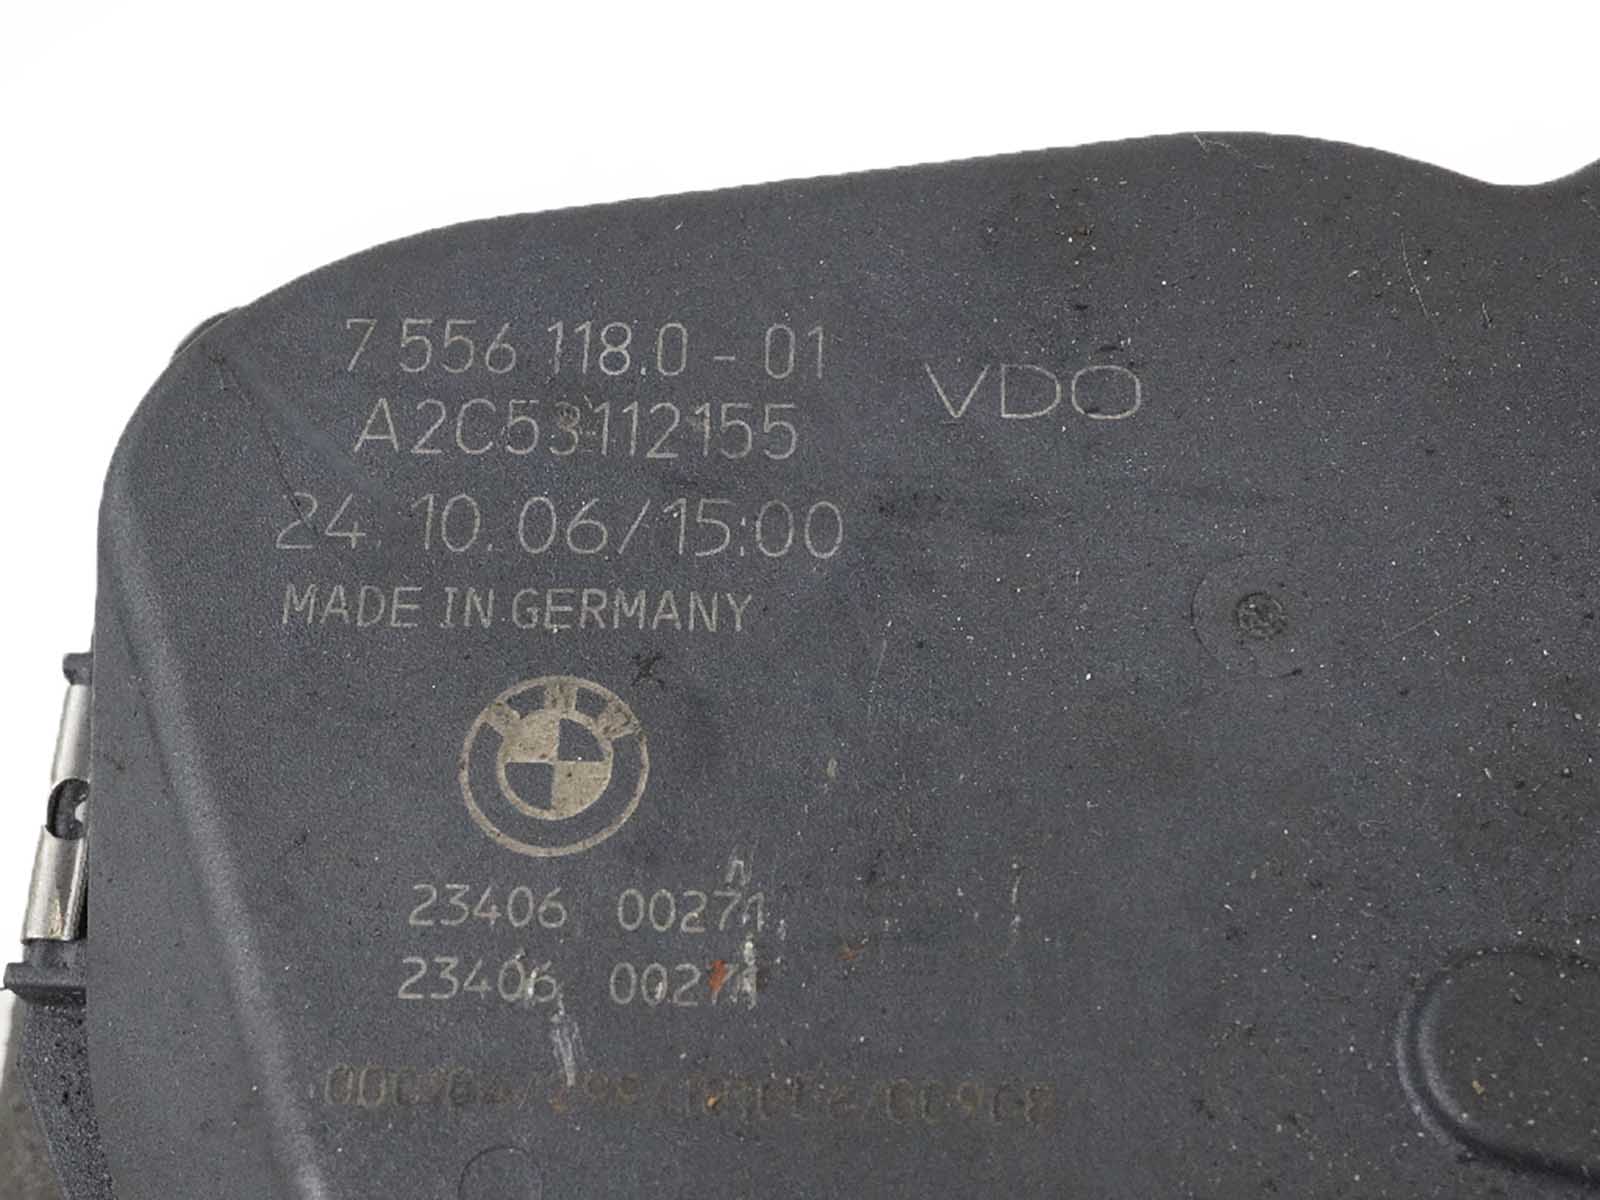 7 556 118.0 - 01
VDO
A2C53112155
24. 10. 06/15:00
MADE IN GERMANY
BMW
23406 00271
23406 00271